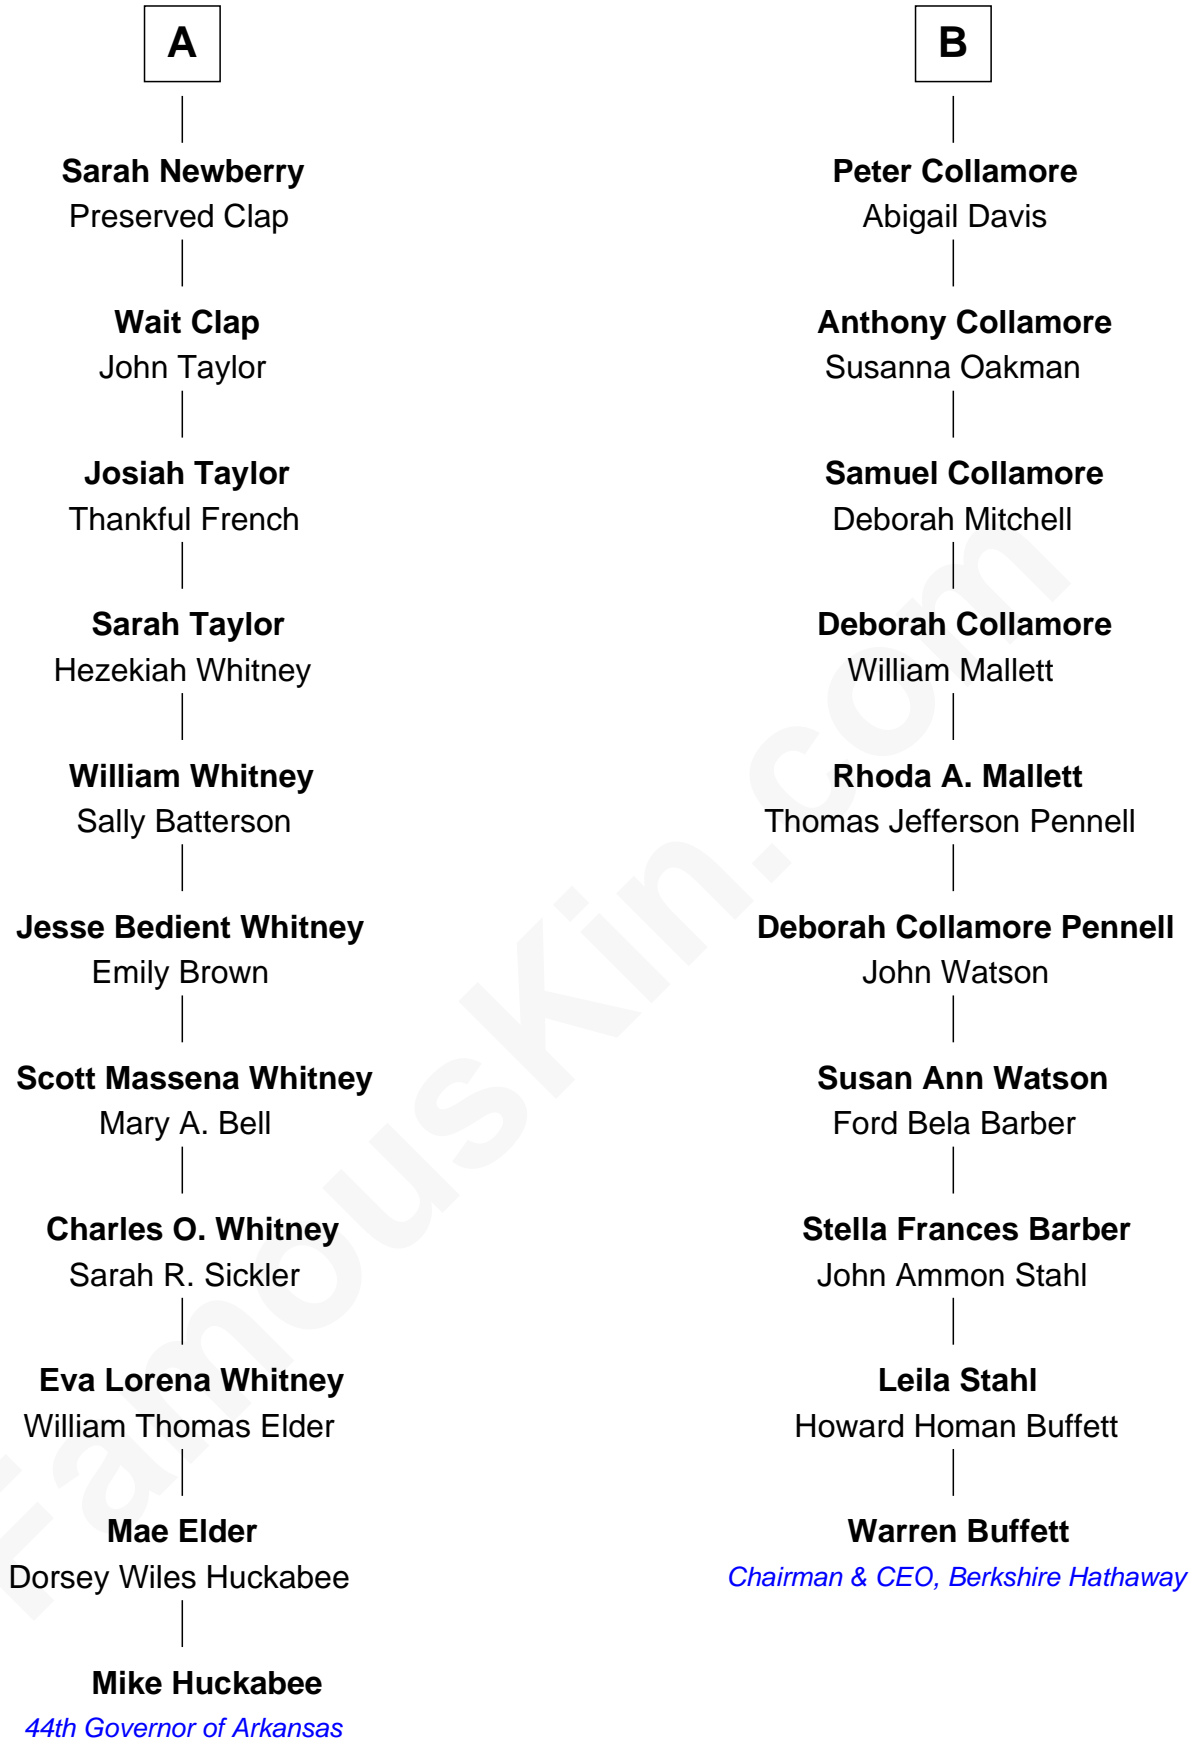 A
Sarah Newberry
Preserved Clap
Wait Clap
John Taylor
Josiah Taylor
Thankful French
Sarah Taylor
Hezekiah Whitney
William Whitney
Sally Batterson
Jesse Bedient Whitney
Emily Brown
Scott Massena Whitney
Mary A. Bell
Charles O. Whitney
Sarah R. Sickler
Eva Lorena Whitney
William Thomas Elder
Mae Elder
Dorsey Wiles Huckabee
Mike Huckabee
44th Governor of Arkansas
B
Peter Collamore
Abigail Davis
Anthony Collamore
Susanna Oakman
Samuel Collamore
Deborah Mitchell
Deborah Collamore
William Mallett
Rhoda A. Mallett
Thomas Jefferson Pennell
Deborah Collamore Pennell
John Watson
Susan Ann Watson
Ford Bela Barber
Stella Frances Barber
John Ammon Stahl
Leila Stahl
Howard Homan Buffett
Warren Buffett
Chairman & CEO, Berkshire Hathaway
FamousKin.com